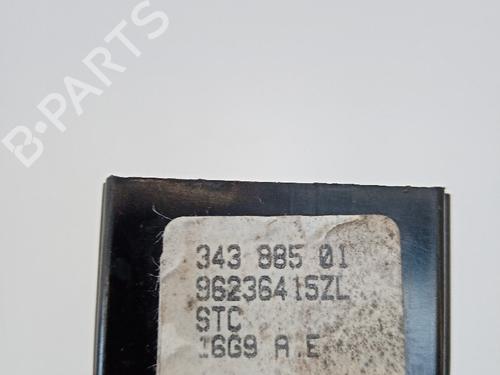 B-PARTS
343 885 01
96236415ZL
STC
16G9 A.E